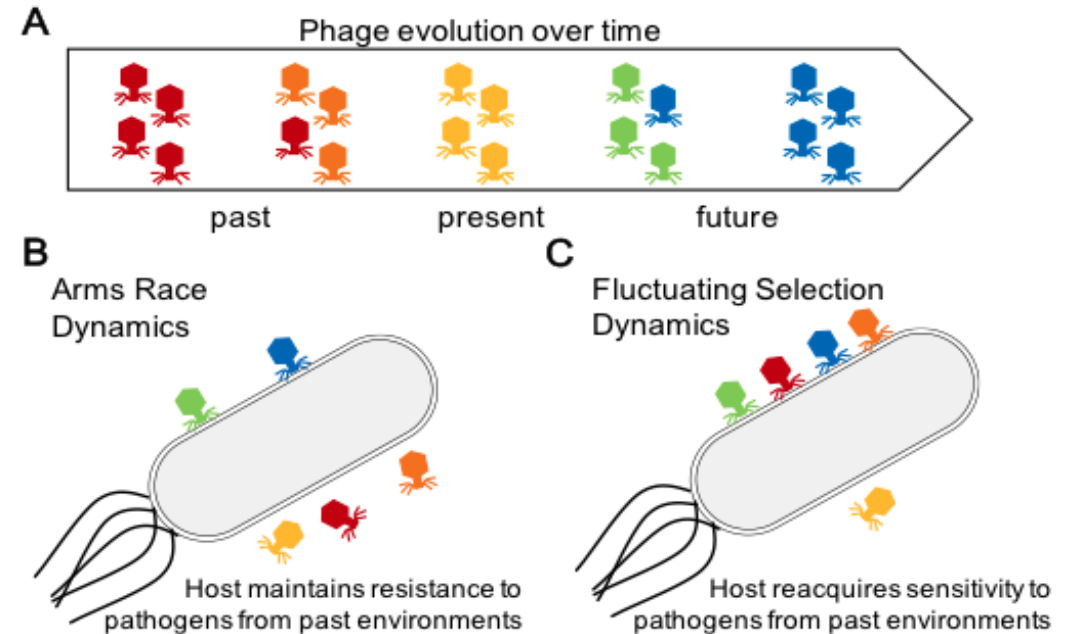 A
Phage evolution over time
past present future
B
Arms Race
Dynamics
Host maintains resistance to
pathogens from past environments
C
Fluctuating Selection
Dynamics
Host reacquires sensitivity to
pathogens from past environments